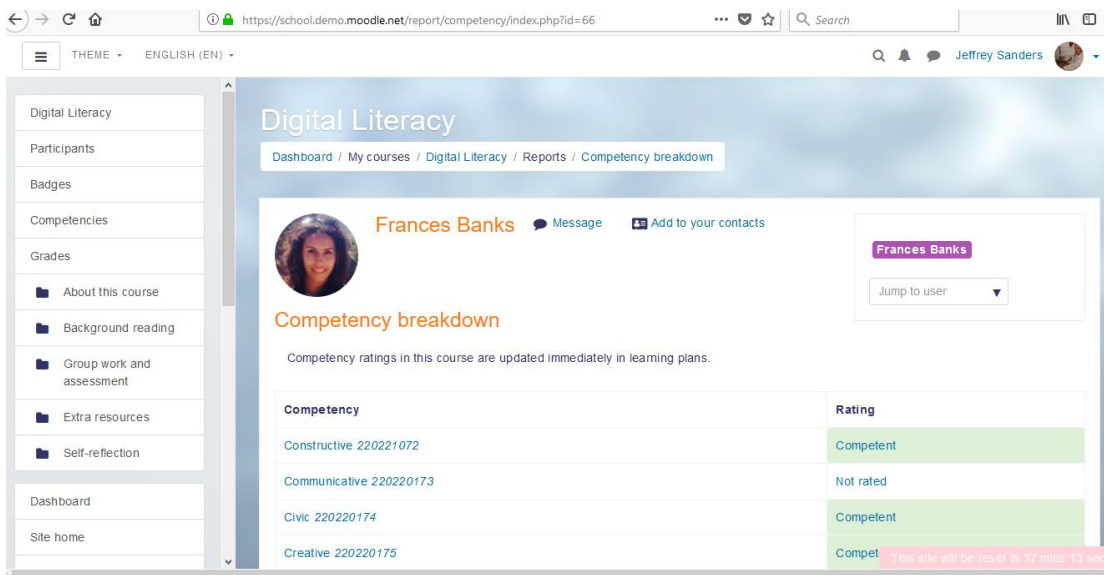 https://school.demo.moodle.net/report/competency/index.php?id=66
Search
THEME
ENGLISH (EN)
Jeffrey Sanders
Digital Literacy
Participants
Badges
Competencies
Grades
About this course
Background reading
Group work and
assessment
Extra resources
Self-reflection
Dashboard
Site home
Digital Literacy
Dashboard / My courses / Digital Literacy / Reports / Competency breakdown
Frances Banks Message Add to your contacts
Frances Banks
Jump to user
Competency breakdown
Competency ratings in this course are updated immediately in learning plans.
Competency Rating
Constructive 220221072 Competent
Communicative 220220173 Not rated
Civic 220220174 Competent
Creative 220220175 Compet
This site will be reset in 37 mins 13 sec